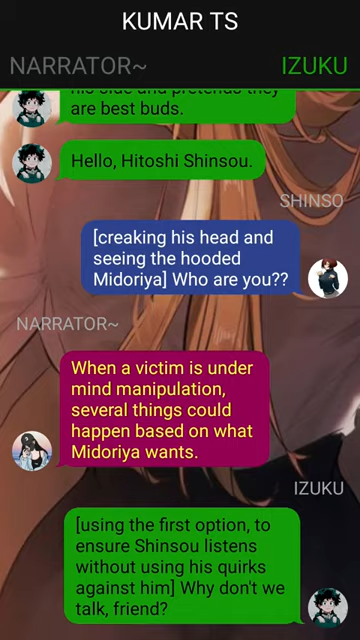 KUMAR TS
NARRATOR~ IZUKU
his side and pretends they
are best buds.
Hello, Hitoshi Shinsou.
SHINSO
[creaking his head and
seeing the hooded
Midoriya] Who are you??
NARRATOR~
When a victim is under
mind manipulation,
several things could
happen based on what
Midoriya wants.
IZUKU
[using the first option, to
ensure Shinsou listens
without using his quirks
against him] Why don't we
talk, friend?